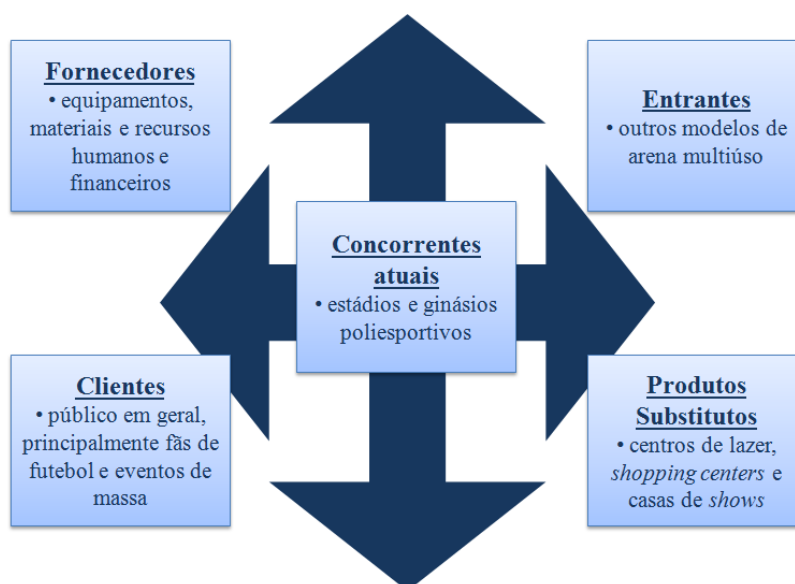 Fornecedores
• equipamentos,
materiais e recursos
humanos e
financeiros
Entrantes
• outros modelos de
arena multiúso
Concorrentes
atuais
• estádios e ginásios
poliesportivos
Clientes
• público em geral,
principalmente fãs de
futebol e eventos de
massa
Produtos
Substitutos
• centros de lazer,
shopping centers e
casas de shows